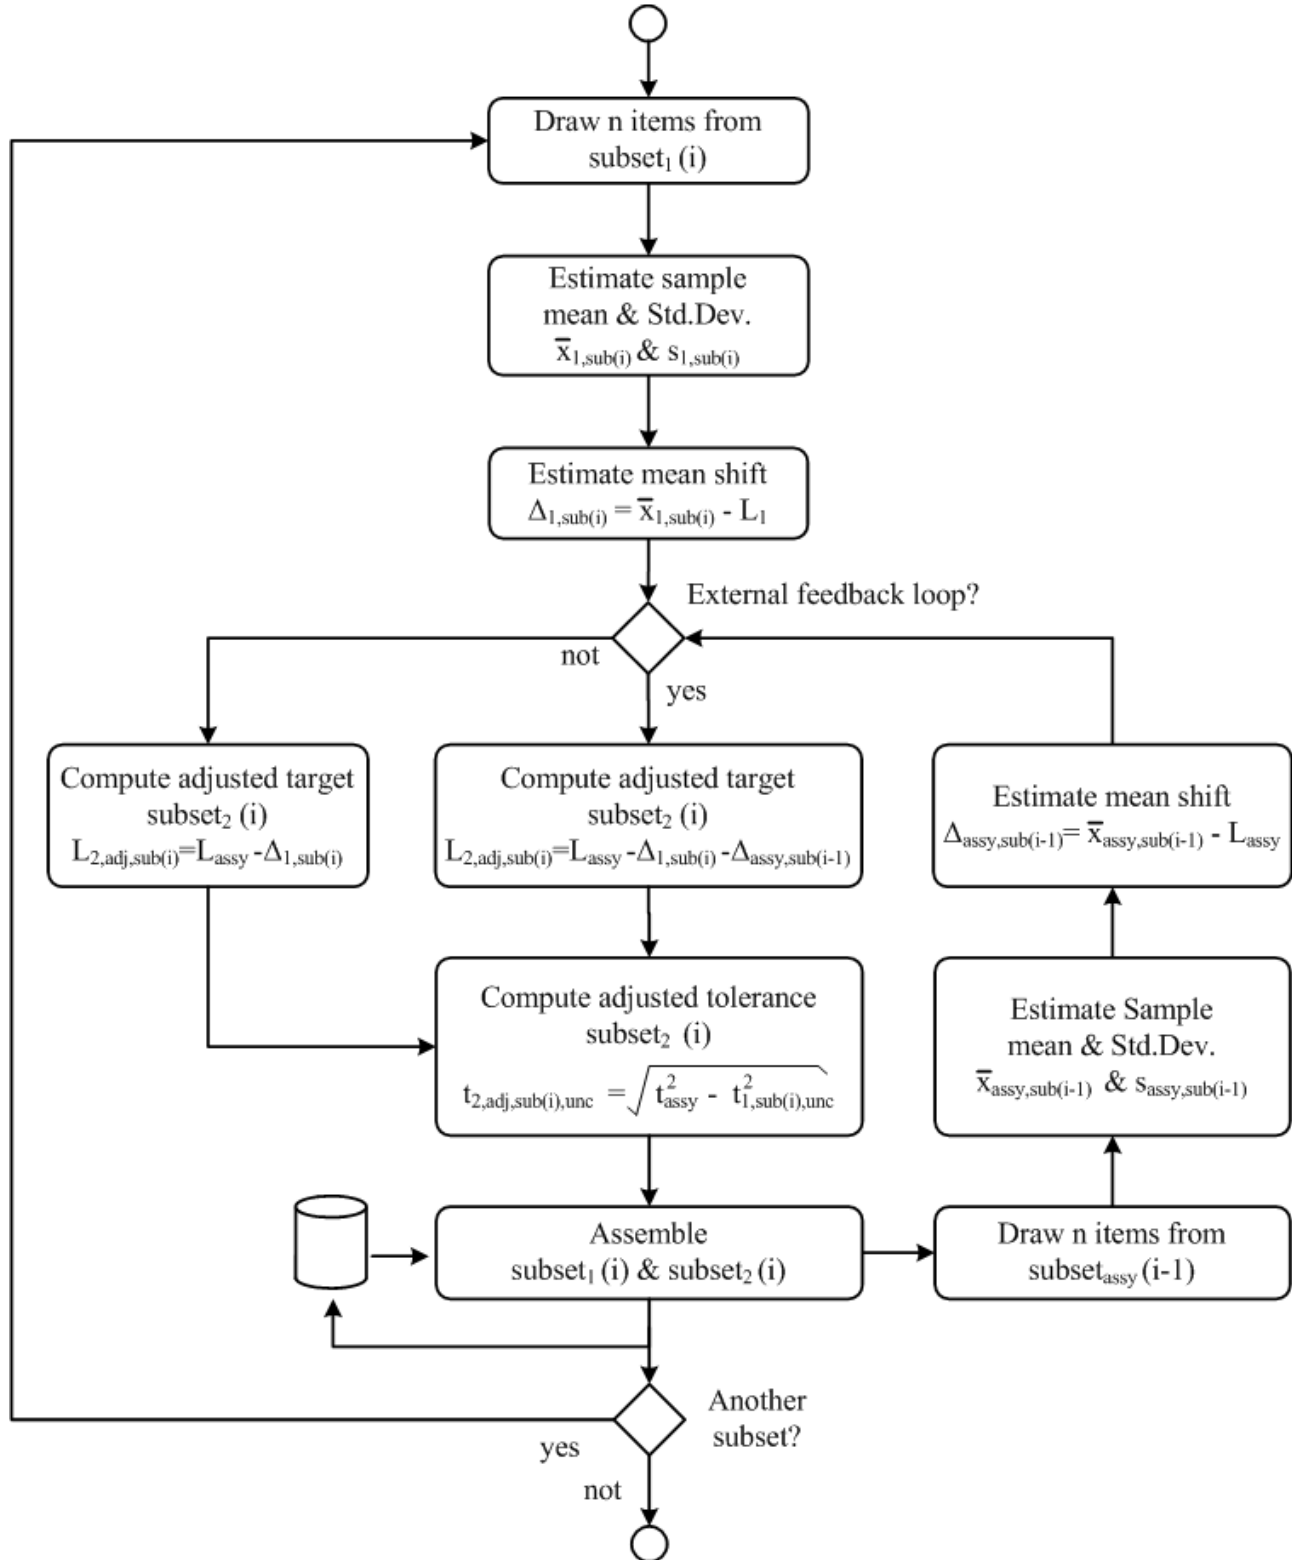 Draw n items from
subset₁ (i)
Estimate sample
mean & Std.Dev.
x̅₁,sub(i) & s₁,sub(i)
Estimate mean shift
Δ₁,sub(i) = x̅₁,sub(i) - L₁
External feedback loop?
not
yes
Compute adjusted target
subset₂ (i)
L₂,adj,sub(i)=Lassy -Δ₁,sub(i)
Compute adjusted target
subset₂ (i)
L₂,adj,sub(i)=Lassy -Δ₁,sub(i) -Δassy,sub(i-1)
Estimate mean shift
Δassy,sub(i-1)= x̅assy,sub(i-1) - Lassy
Compute adjusted tolerance
subset₂ (i)
t₂,adj,sub(i),unc = √ t²assy - t²₁,sub(i),unc
Estimate Sample
mean & Std.Dev.
x̅assy,sub(i-1) & sassy,sub(i-1)
Assemble
subset₁ (i) & subset₂ (i)
Draw n items from
subsetassy (i-1)
Another
subset?
yes
not